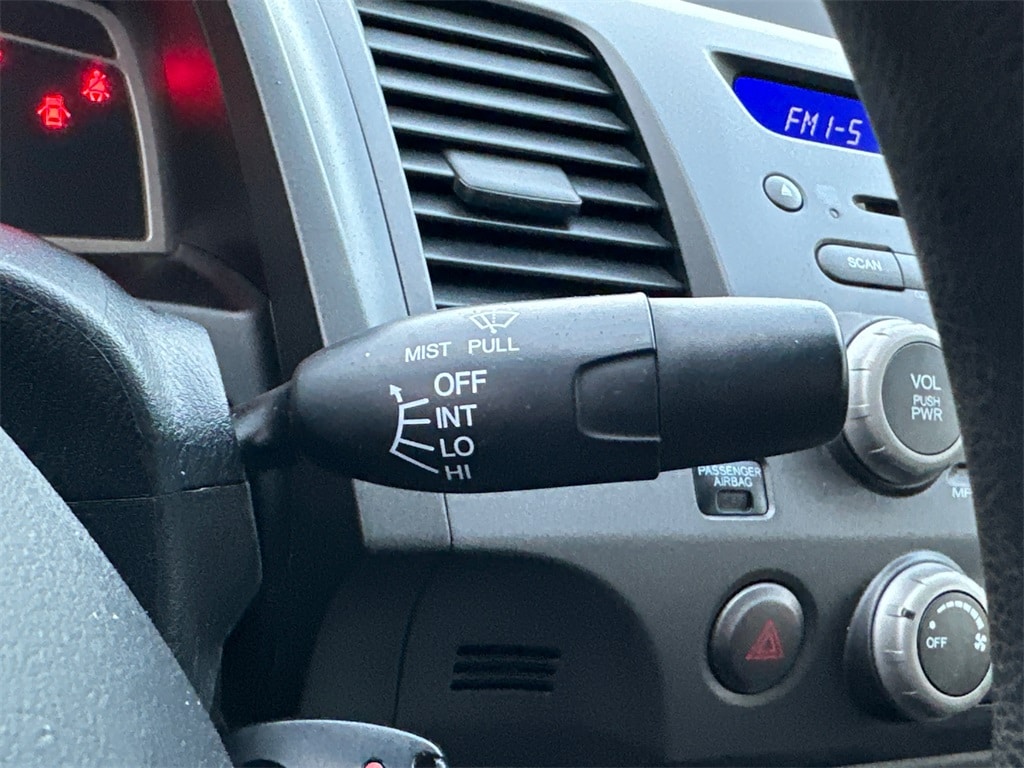 FM1-5
SCAN
MIST PULL
OFF
INT
LO
HI
VOL
PUSH
PWR
PASSENGER
AIRBAG
OFF